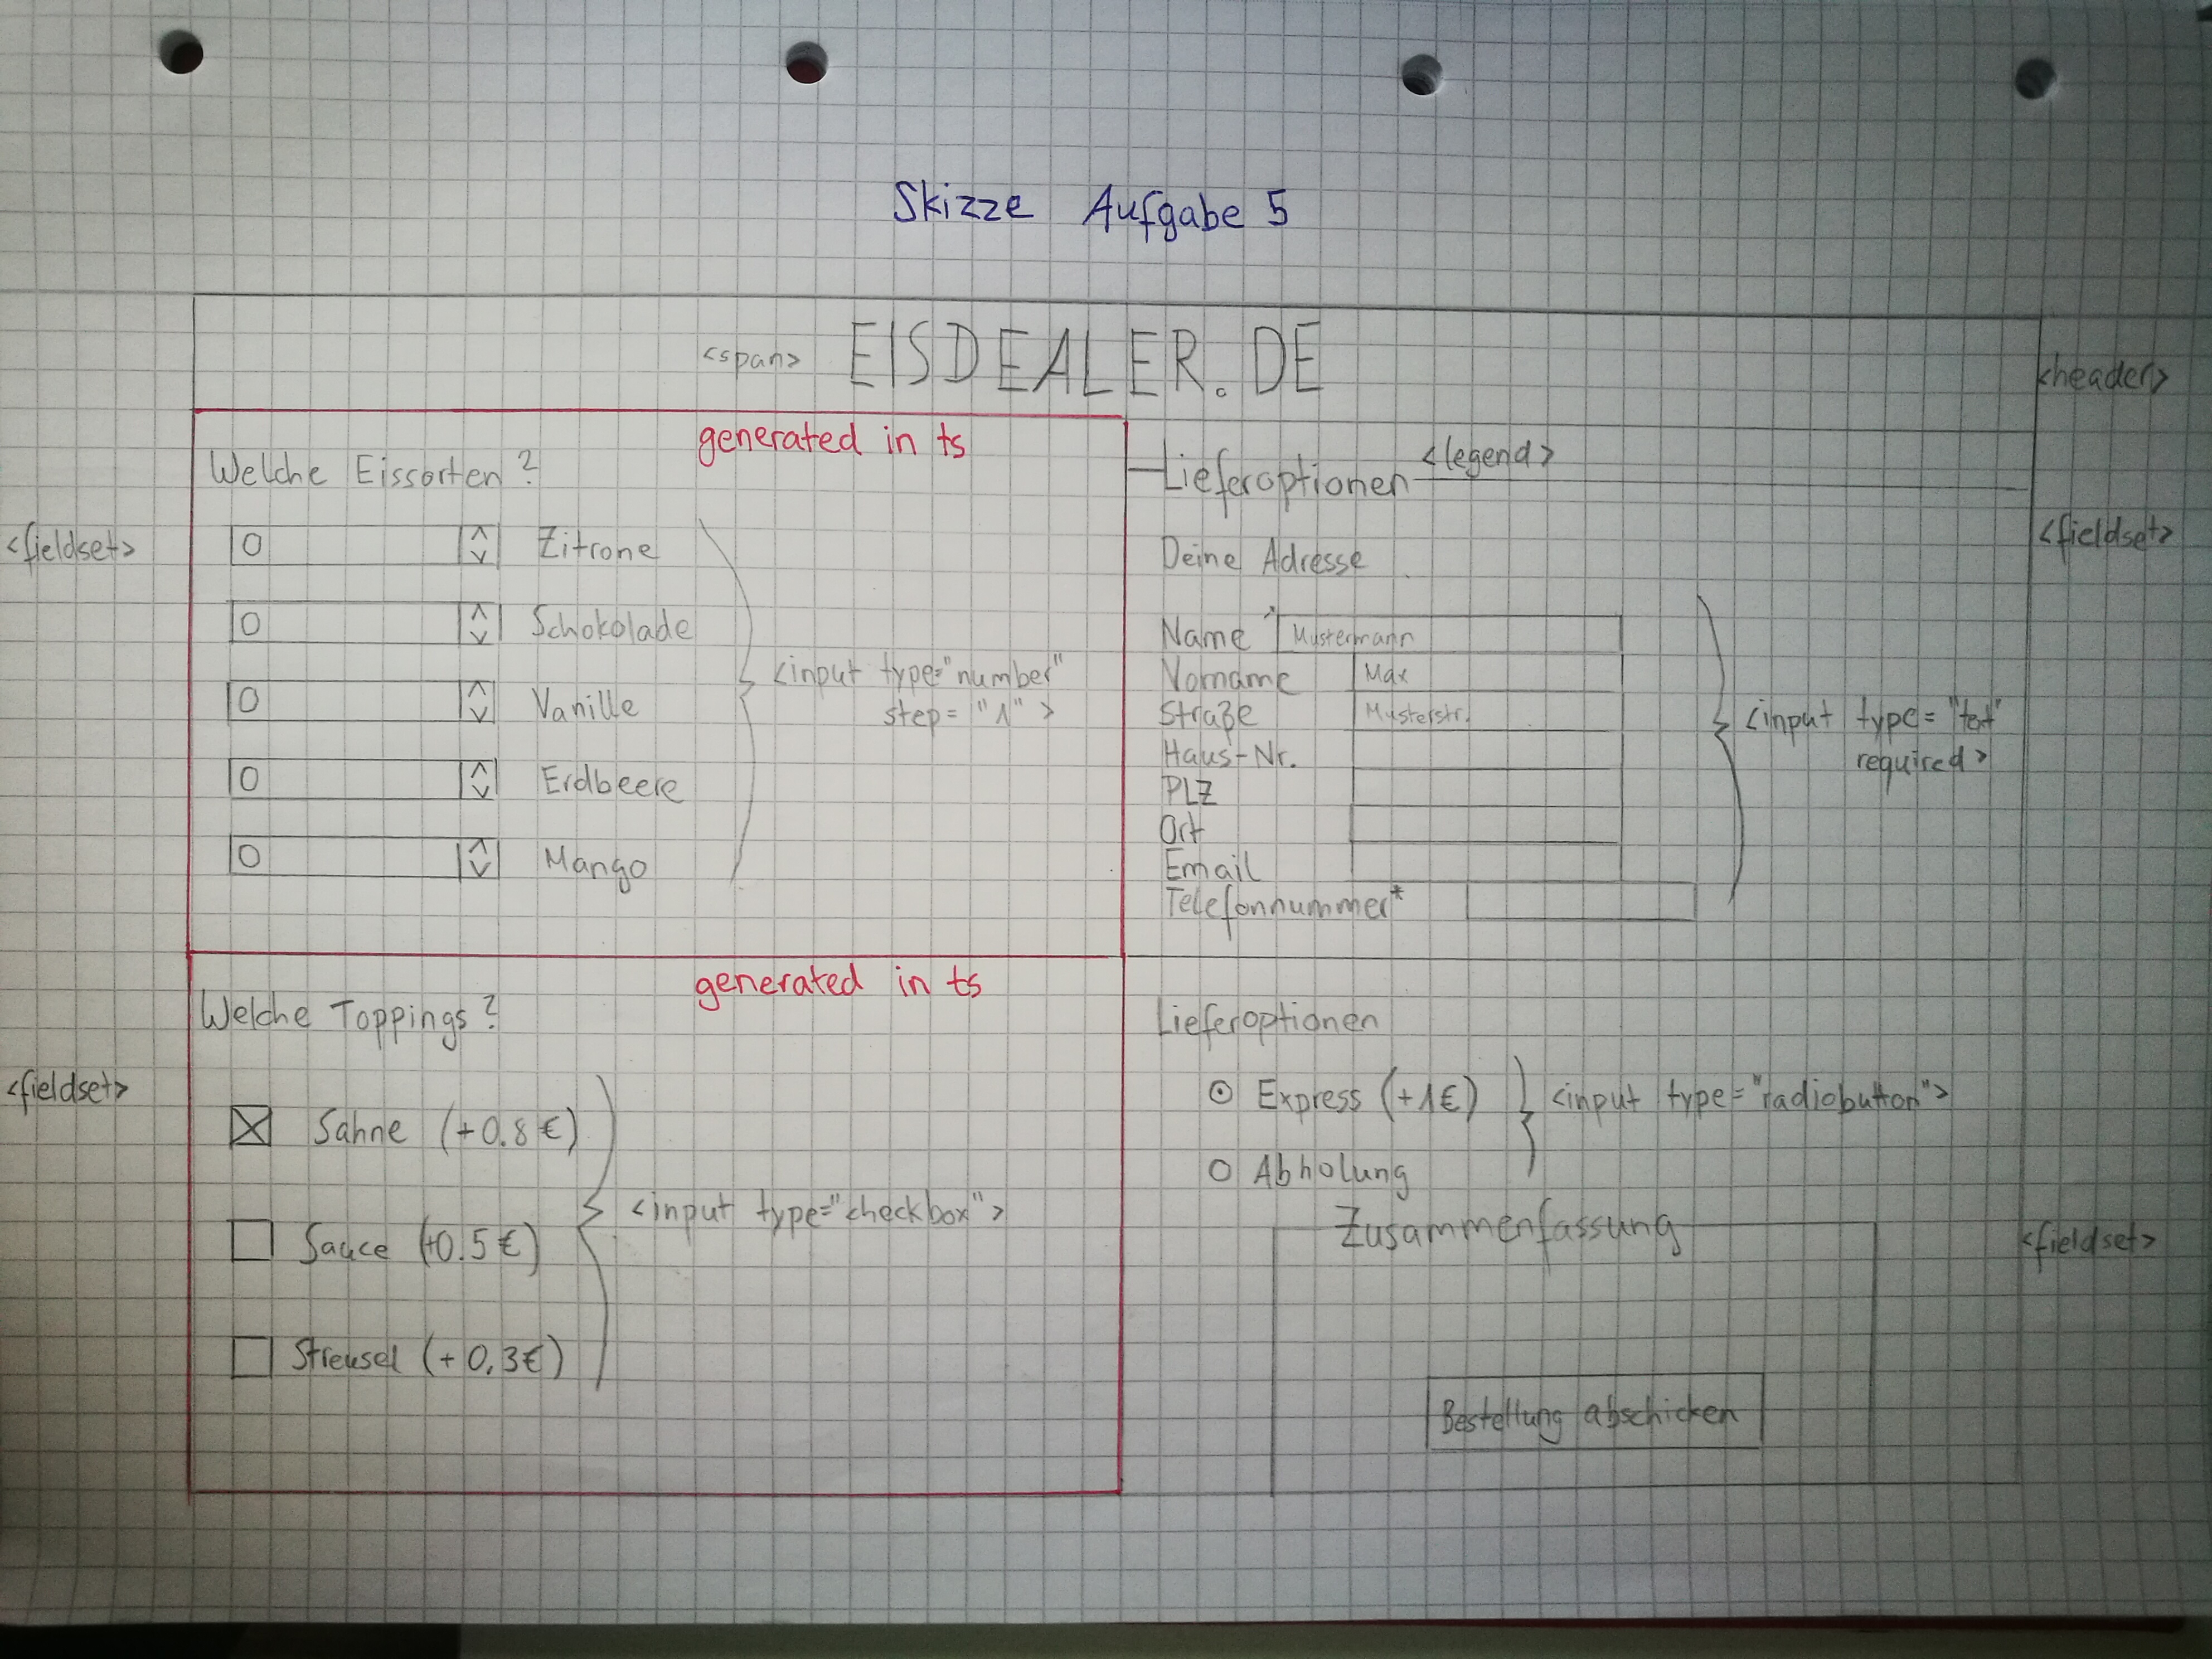 Skizze Aufgabe 5
<span> EISDEALER.DE
<header>
generated in ts
Welche Eissorten?
<fieldset>
0 Zitrone
0 Schokolade
0 Vanille
0 Erdbeere
0 Mango
<input type="number"
step="1">
Lieferoptionen <legend>
<fieldset>
Deine Adresse
Name Mustermann
Vorname Max
Straße Musterstr.
Haus-Nr.
PLZ
Ort
Email
Telefonnummer*
<input type="text"
required>
generated in ts
Welche Toppings?
<fieldset>
Sahne (+0.8€)
Sauce (+0.5€)
Streusel (+0,3€)
<input type="checkbox">
Lieferoptionen
Express (+1€)
Abholung
<input type="radiobutton">
Zusammenfassung
<fieldset>
Bestellung abschicken